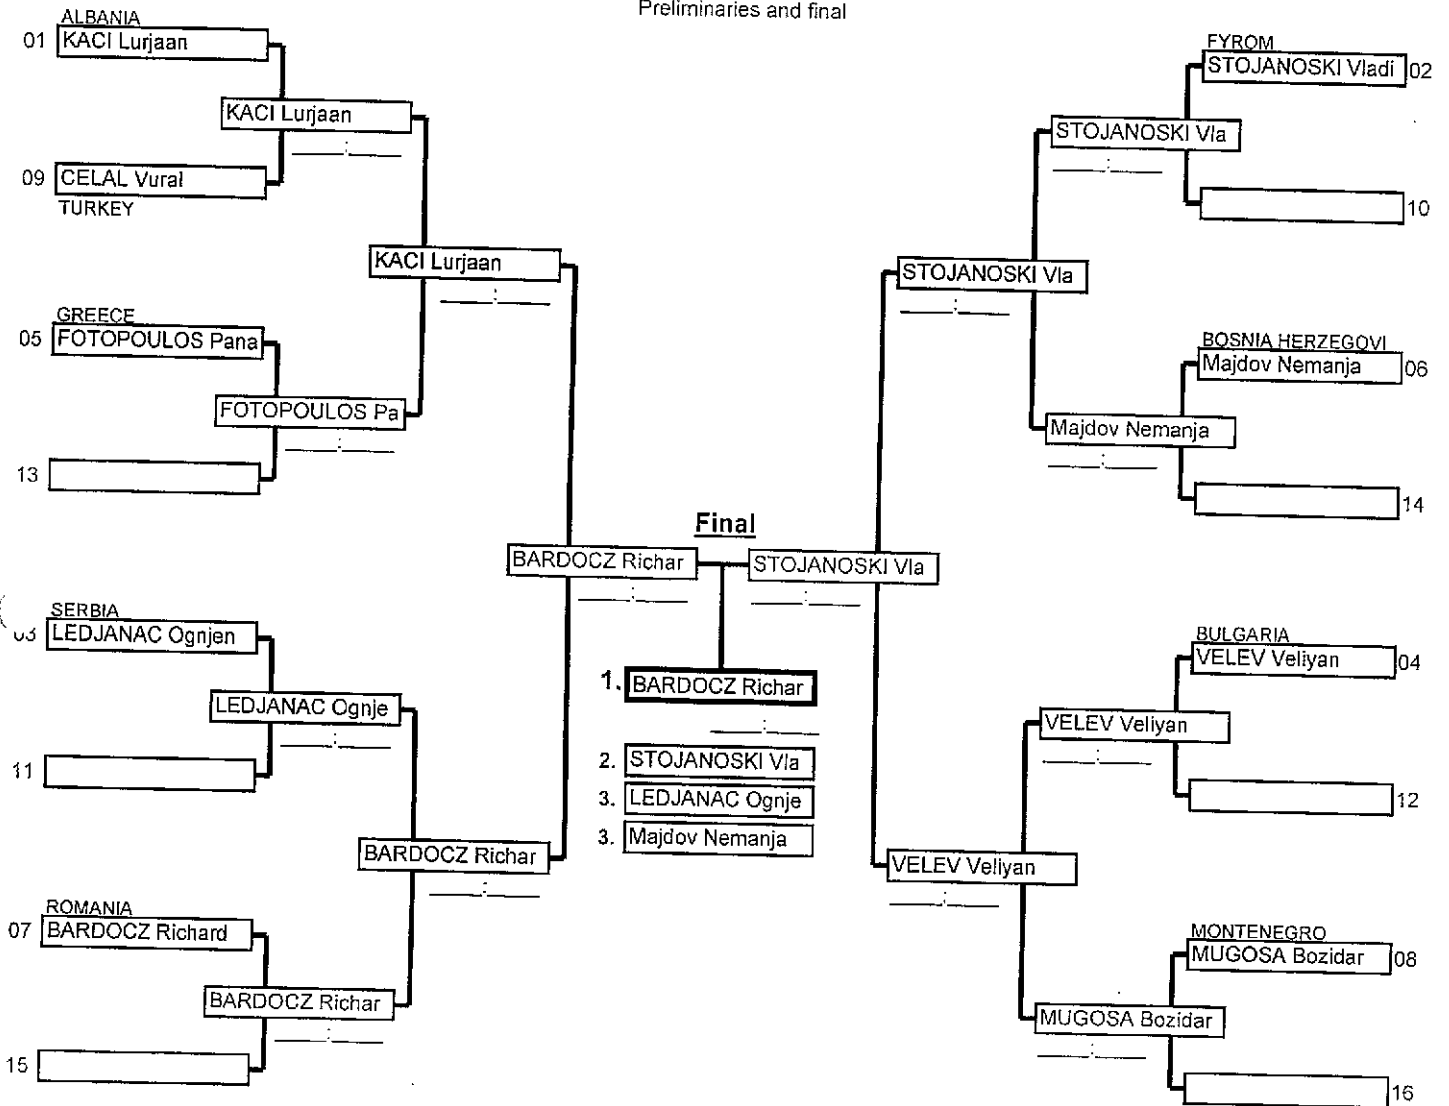 Preliminaries and final
ALBANIA
01 KACI Lurjaan
KACI Lurjaan
09 CELAL Vural
TURKEY
KACI Lurjaan
GREECE
05 FOTOPOULOS Pana
FOTOPOULOS Pa
13
SERBIA
03 LEDJANAC Ognjen
LEDJANAC Ognje
11
BARDOCZ Richar
ROMANIA
07 BARDOCZ Richard
BARDOCZ Richar
15
Final
BARDOCZ Richar
STOJANOSKI Vla
1. BARDOCZ Richar
2. STOJANOSKI Vla
3. LEDJANAC Ognje
3. Majdov Nemanja
FYROM
STOJANOSKI Vladi 02
STOJANOSKI Vla
10
STOJANOSKI Vla
BOSNIA HERZEGOVI
Majdov Nemanja 06
Majdov Nemanja
14
BULGARIA
VELEV Veliyan 04
VELEV Veliyan
12
VELEV Veliyan
MONTENEGRO
MUGOSA Bozidar 08
MUGOSA Bozidar
16